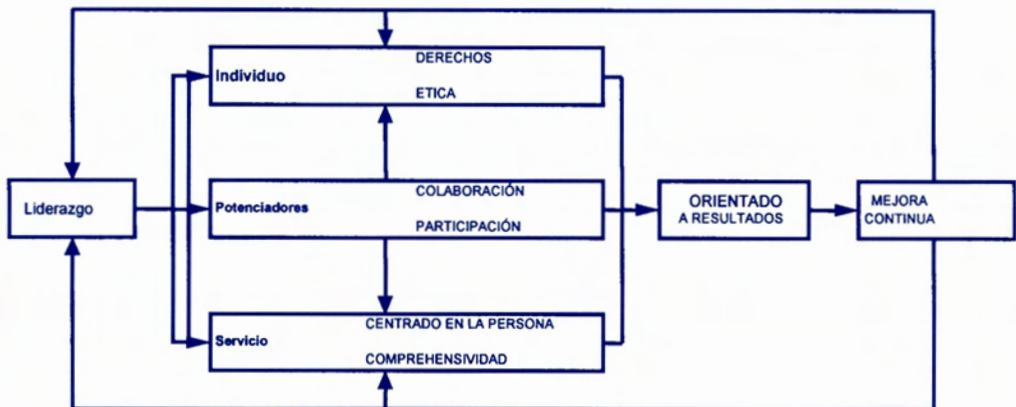 DERECHOS
Individuo
ETICA
COLABORACIÓN
Liderazgo
Potenciadores
PARTICIPACIÓN
ORIENTADO
A RESULTADOS
MEJORA
CONTINUA
CENTRADO EN LA PERSONA
Servicio
COMPREHENSIVIDAD